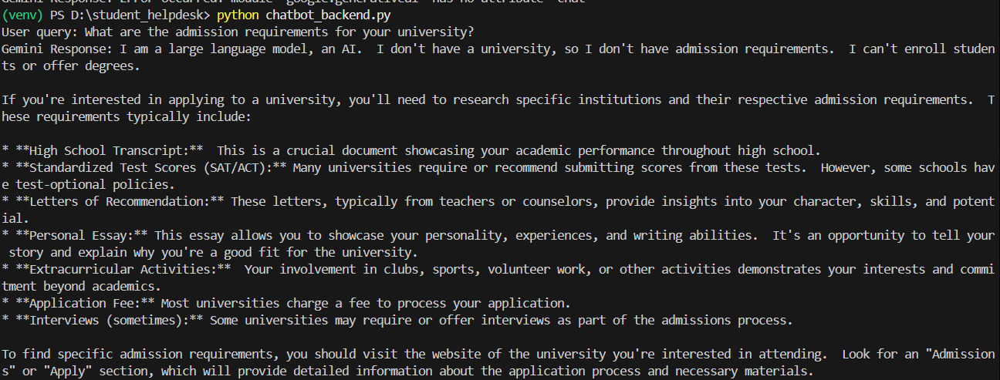 Gemini Response: Error occurred: module 'google.generativeai' has no attribute 'chat'
(venv) PS D:\student_helpdesk> python chatbot_backend.py
User query: What are the admission requirements for your university?
Gemini Response: I am a large language model, an AI.  I don't have a university, so I don't have admission requirements.  I can't enroll studen
ts or offer degrees.

If you're interested in applying to a university, you'll need to research specific institutions and their respective admission requirements.  T
hese requirements typically include:

* **High School Transcript:**  This is a crucial document showcasing your academic performance throughout high school.
* **Standardized Test Scores (SAT/ACT):** Many universities require or recommend submitting scores from these tests.  However, some schools hav
e test-optional policies.
* **Letters of Recommendation:** These letters, typically from teachers or counselors, provide insights into your character, skills, and potent
ial.
* **Personal Essay:** This essay allows you to showcase your personality, experiences, and writing abilities.  It's an opportunity to tell your
 story and explain why you're a good fit for the university.
* **Extracurricular Activities:**  Your involvement in clubs, sports, volunteer work, or other activities demonstrates your interests and commi
tment beyond academics.
* **Application Fee:** Most universities charge a fee to process your application.
* **Interviews (sometimes):** Some universities may require or offer interviews as part of the admissions process.

To find specific admission requirements, you should visit the website of the university you're interested in attending.  Look for an "Admission
s" or "Apply" section, which will provide detailed information about the application process and necessary materials.